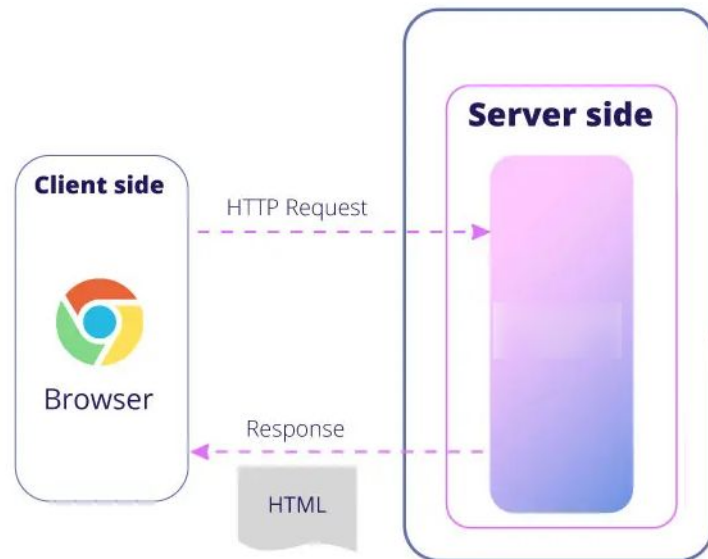 Server side
Client side
HTTP Request
Browser
Response
HTML